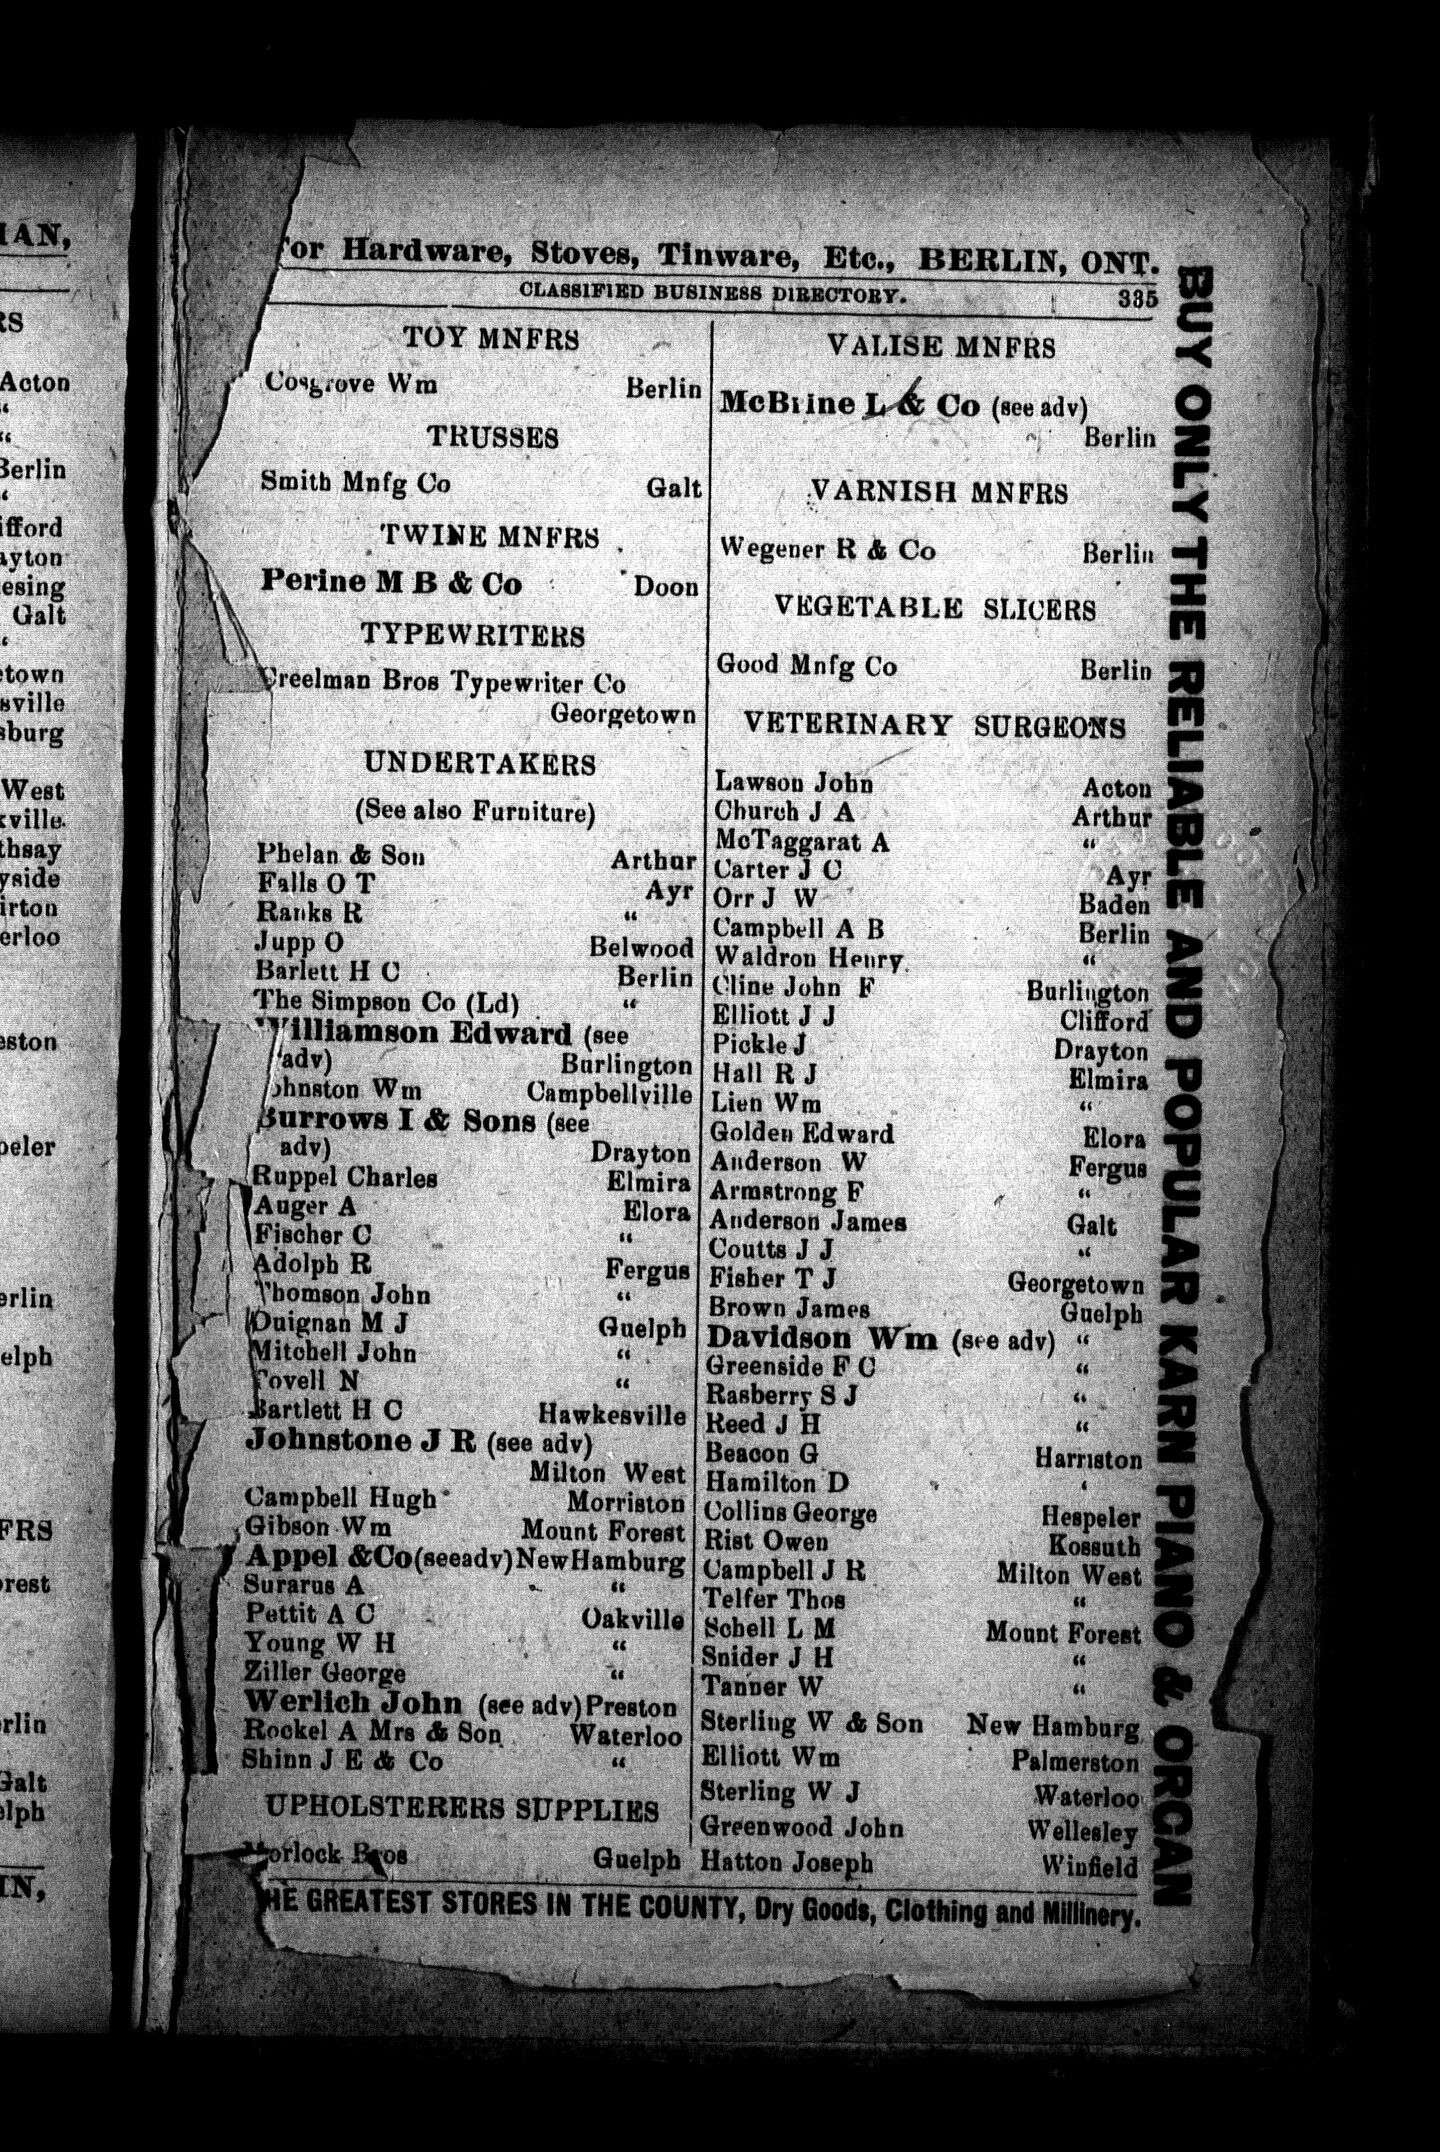 For Hardware, Stoves, Tinware, Etc., BERLIN, ONT.
CLASSIFIED BUSINESS DIRECTORY. 335
TOY MNFRS
Cosgrove Wm Berlin
TRUSSES
Smith Mnfg Co Galt
TWINE MNFRS
Perine M B & Co Doon
TYPEWRITERS
Creelman Bros Typewriter Co
Georgetown
UNDERTAKERS
(See also Furniture)
Phelan & Son Arthur
Falls O T Ayr
Ranks R "
Jupp O Belwood
Barlett H C Berlin
The Simpson Co (Ld) "
Williamson Edward (see
adv) Burlington
Johnston Wm Campbellville
Burrows I & Sons (see
adv) Drayton
Ruppel Charles Elmira
Auger A Elora
Fischer C "
Adolph R Fergus
Thomson John "
Duignan M J Guelph
Mitchell John "
Tovell N "
Bartlett H C Hawkesville
Johnstone J R (see adv)
Milton West
Campbell Hugh Morriston
Gibson Wm Mount Forest
Appel &Co(seeadv)NewHamburg
Surarus A "
Pettit A C Oakville
Young W H "
Ziller George "
Werlich John (see adv)Preston
Rockel A Mrs & Son Waterloo
Shinn J E & Co "
UPHOLSTERERS SUPPLIES
Morlock Bros Guelph
VALISE MNFRS
McBrine L & Co (see adv)
Berlin
VARNISH MNFRS
Wegener R & Co Berlin
VEGETABLE SLICERS
Good Mnfg Co Berlin
VETERINARY SURGEONS
Lawson John Acton
Church J A Arthur
McTaggarat A "
Carter J C Ayr
Orr J W Baden
Campbell A B Berlin
Waldron Henry "
Cline John F Burlington
Elliott J J Clifford
Pickle J Drayton
Hall R J Elmira
Lien Wm "
Golden Edward Elora
Anderson W Fergus
Armstrong F "
Anderson James Galt
Coutts J J "
Fisher T J Georgetown
Brown James Guelph
Davidson Wm (see adv) "
Greenside F C "
Rasberry S J "
Reed J H "
Beacon G Harriston
Hamilton D "
Collins George Hespeler
Rist Owen Kossuth
Campbell J R Milton West
Telfer Thos "
Schell L M Mount Forest
Snider J H "
Tanner W "
Sterling W & Son New Hamburg
Elliott Wm Palmerston
Sterling W J Waterloo
Greenwood John Wellesley
Hatton Joseph Winfield
THE GREATEST STORES IN THE COUNTY, Dry Goods, Clothing and Millinery.
BUY ONLY THE RELIABLE AND POPULAR KARN PIANO & ORGAN